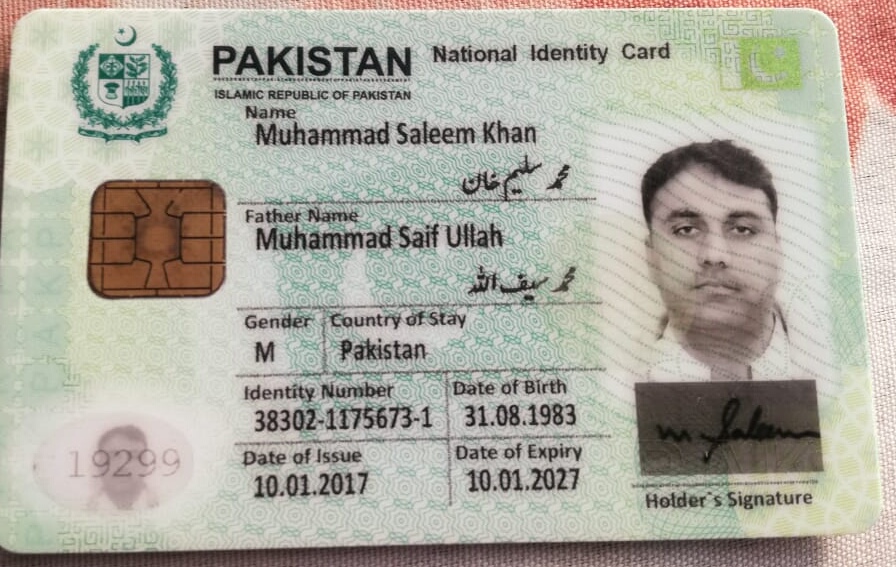 PAKISTAN National Identity Card
ISLAMIC REPUBLIC OF PAKISTAN
Name
Muhammad Saleem Khan
محمد سلیم خان
Father Name
Muhammad Saif Ullah
محمد سیف اللہ
Gender Country of Stay
M Pakistan
Identity Number Date of Birth
38302-1175673-1 31.08.1983
Date of Issue Date of Expiry
10.01.2017 10.01.2027
19299
m. Saleem
Holder's Signature